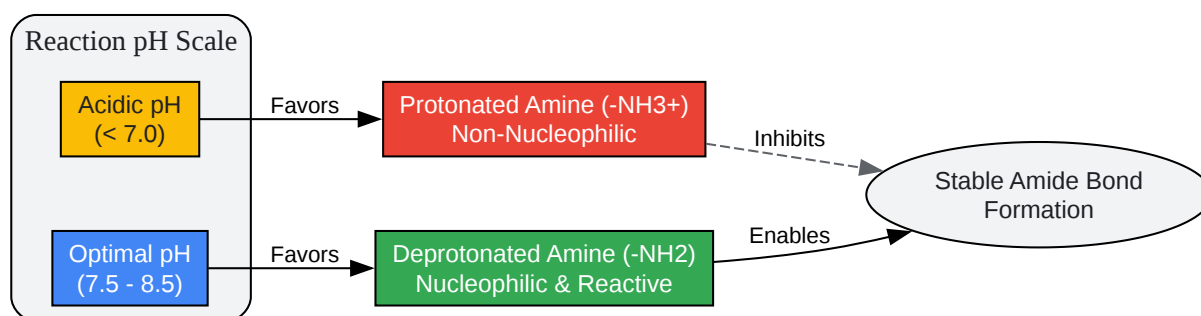 Reaction pH Scale
Acidic pH
(< 7.0)
Favors
Protonated Amine (-NH3+)
Non-Nucleophilic
Inhibits
Stable Amide Bond
Formation
Optimal pH
(7.5 - 8.5)
Favors
Deprotonated Amine (-NH2)
Nucleophilic & Reactive
Enables